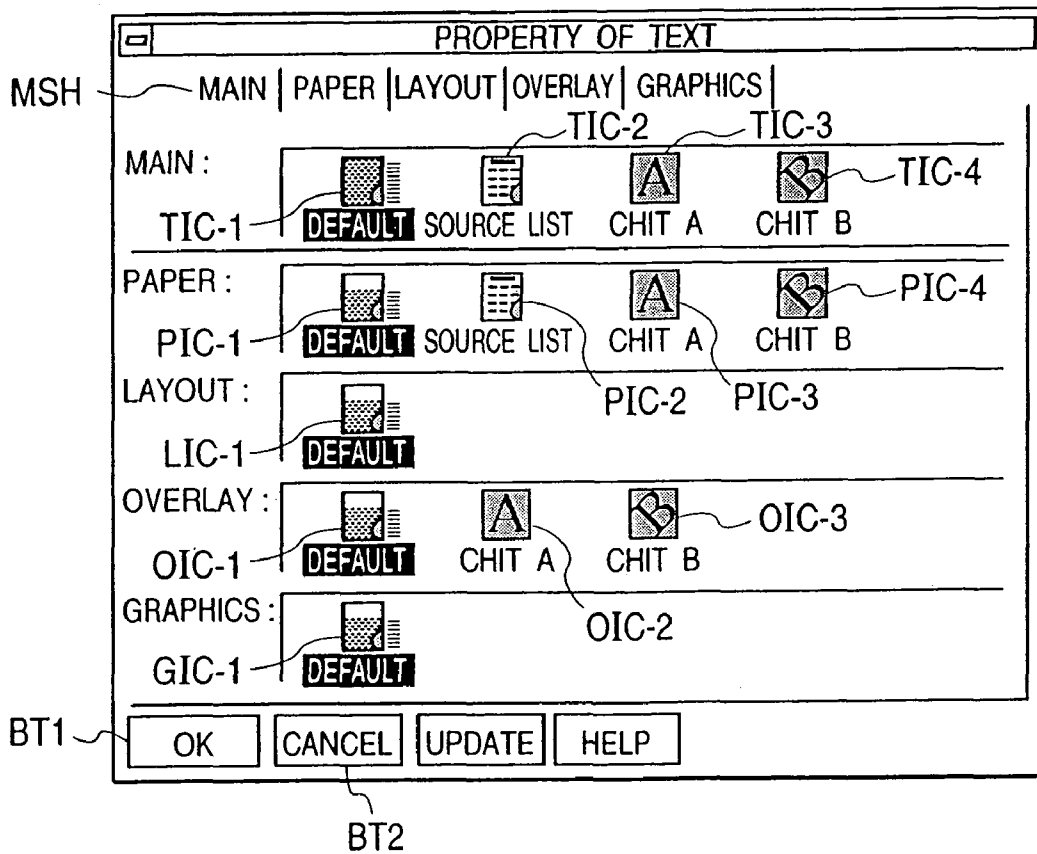 PROPERTY OF TEXT
MSH MAIN PAPER LAYOUT OVERLAY GRAPHICS
TIC-2 TIC-3
MAIN : A B TIC-4
TIC-1 DEFAULT SOURCE LIST CHIT A CHIT B
PAPER : A B PIC-4
PIC-1 DEFAULT SOURCE LIST CHIT A CHIT B
LAYOUT : PIC-2 PIC-3
LIC-1 DEFAULT
OVERLAY : A B OIC-3
OIC-1 DEFAULT CHIT A CHIT B
GRAPHICS : OIC-2
GIC-1 DEFAULT
BT1 OK CANCEL UPDATE HELP
BT2